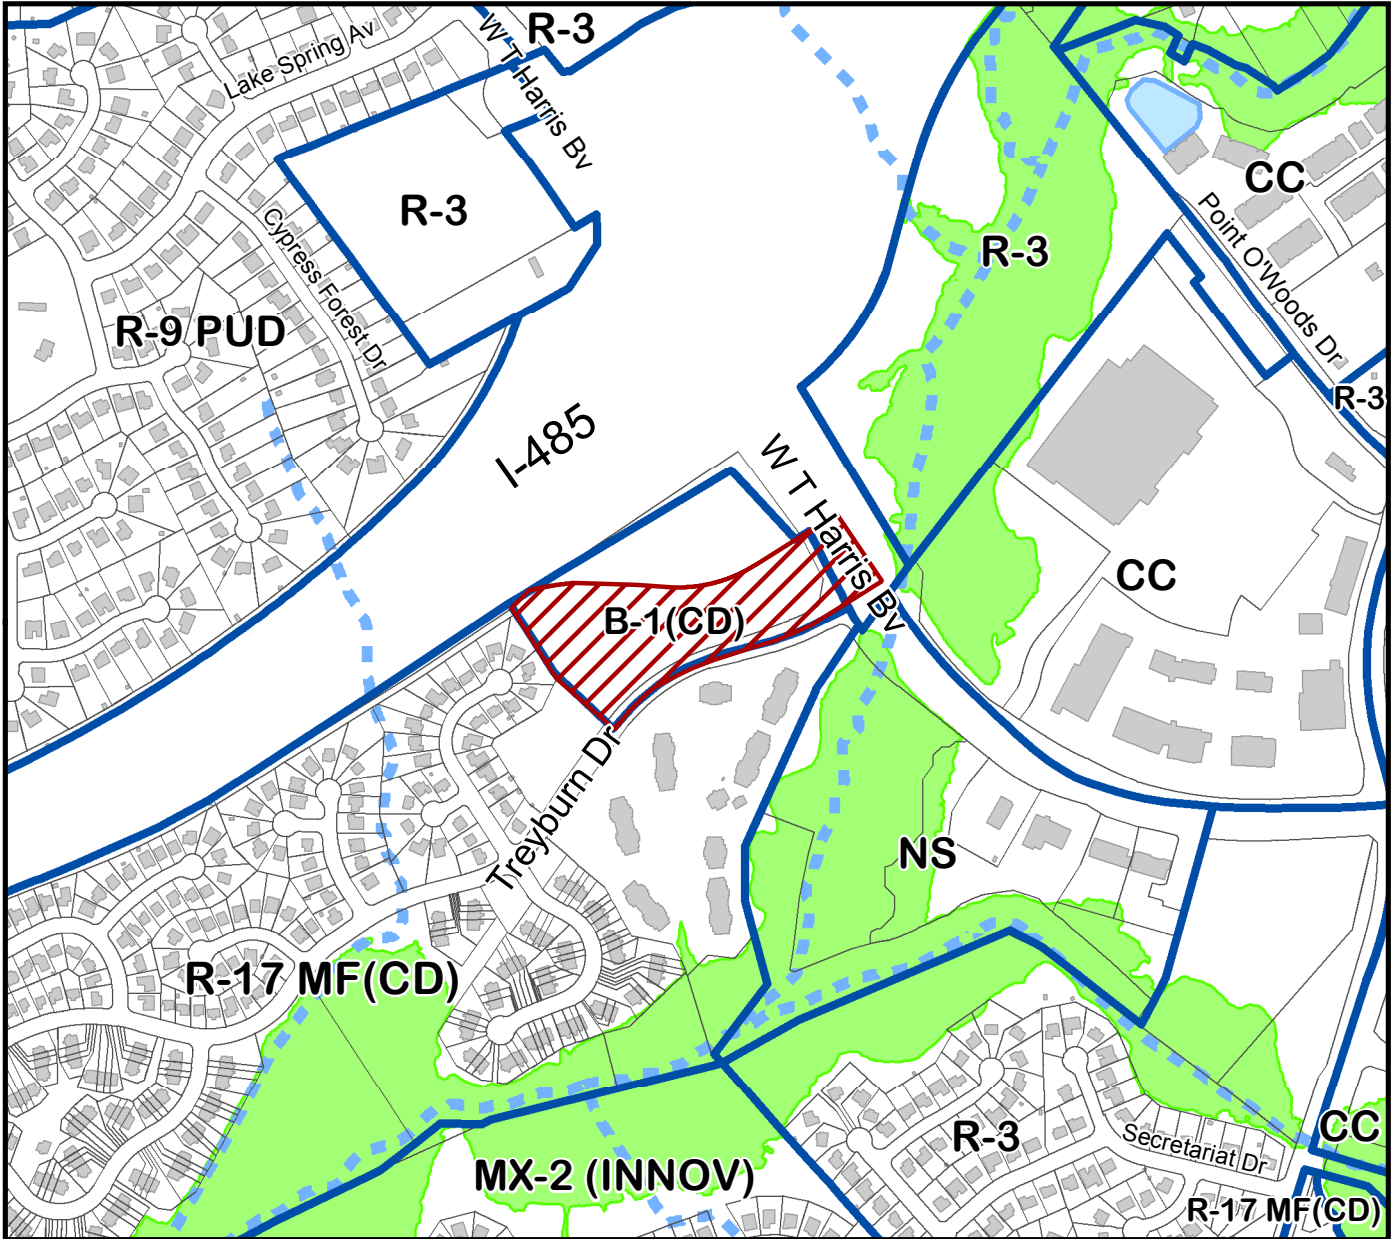 R-3
W T Harris Bv
Lake Spring Av
R-3
CC
Point O'Woods Dr
R-3
Cypress Forest Dr
R-9 PUD
R-3
I-485
W T Harris Bv
CC
B-1(CD)
Treyburn Dr
NS
R-17 MF(CD)
R-3
Secretariat Dr
CC
MX-2 (INNOV)
R-17 MF(CD)